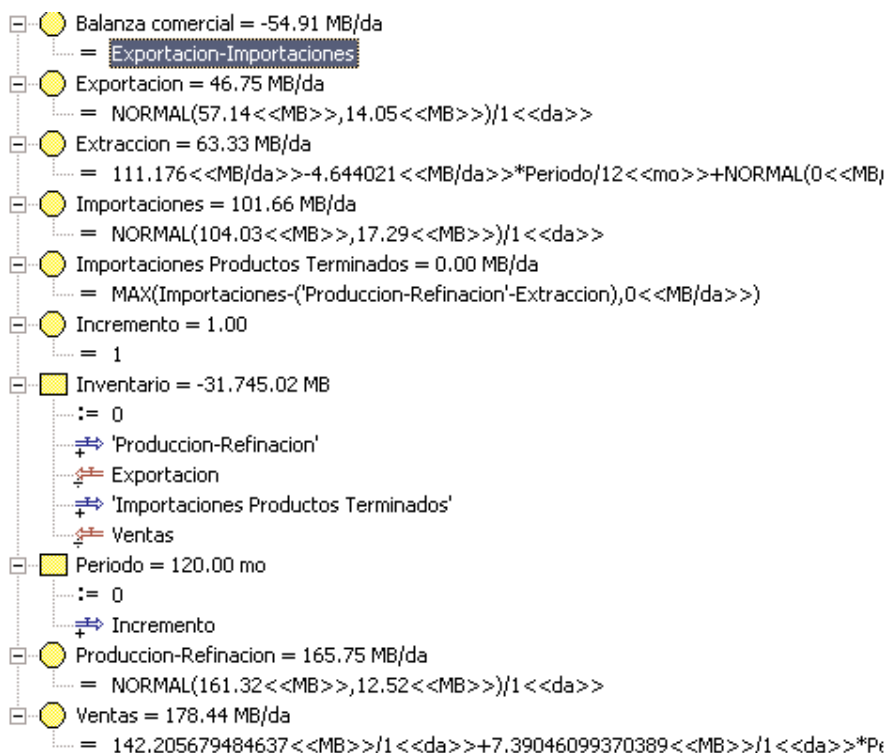 Balanza comercial = -54.91 MB/da
= Exportacion-Importaciones
Exportacion = 46.75 MB/da
= NORMAL(57.14<<MB>>,14.05<<MB>>)/1<<da>>
Extraccion = 63.33 MB/da
= 111.176<<MB/da>>-4.644021<<MB/da>>*Periodo/12<<mo>>+NORMAL(0<<MB/
Importaciones = 101.66 MB/da
= NORMAL(104.03<<MB>>,17.29<<MB>>)/1<<da>>
Importaciones Productos Terminados = 0.00 MB/da
= MAX(Importaciones-('Produccion-Refinacion'-Extraccion),0<<MB/da>>)
Incremento = 1.00
= 1
Inventario = -31.745.02 MB
:= 0
'Produccion-Refinacion'
Exportacion
'Importaciones Productos Terminados'
Ventas
Periodo = 120.00 mo
:= 0
Incremento
Produccion-Refinacion = 165.75 MB/da
= NORMAL(161.32<<MB>>,12.52<<MB>>)/1<<da>>
Ventas = 178.44 MB/da
= 142.205679484637<<MB>>/1<<da>>+7.39046099370389<<MB>>/1<<da>>*Pe